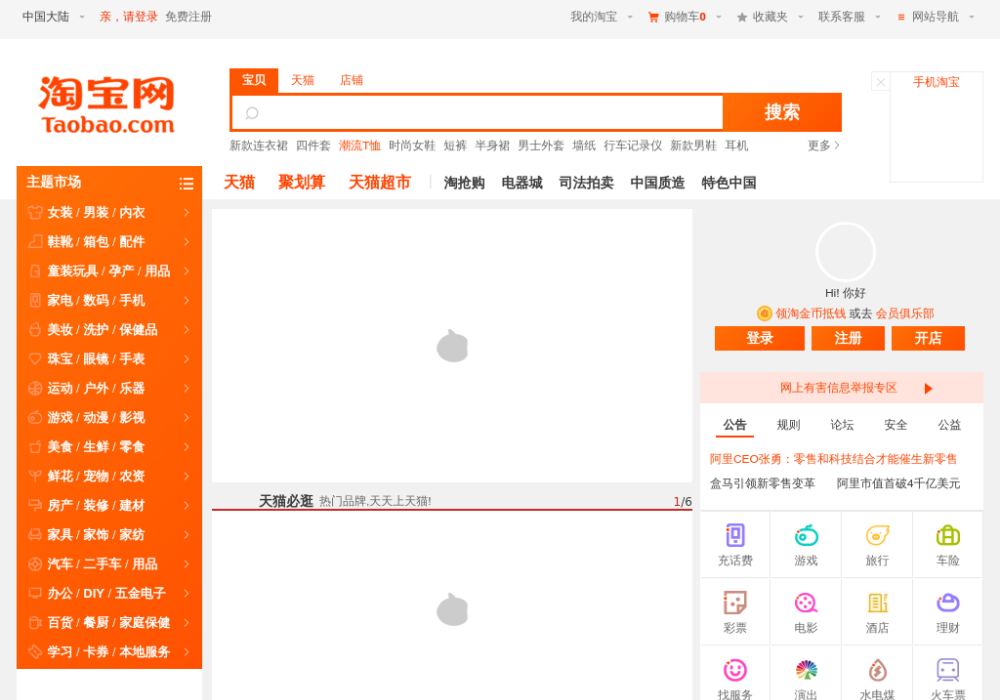 中国大陆 亲，请登录 免费注册 我的淘宝 购物车0 收藏夹 联系客服 网站导航
淘宝网
Taobao.com
宝贝 天猫 店铺
搜索
新款连衣裙 四件套 潮流T恤 时尚女鞋 短裤 半身裙 男士外套 墙纸 行车记录仪 新款男鞋 耳机 更多
手机淘宝
主题市场
天猫 聚划算 天猫超市 淘抢购 电器城 司法拍卖 中国质造 特色中国
女装 / 男装 / 内衣
鞋靴 / 箱包 / 配件
童装玩具 / 孕产 / 用品
家电 / 数码 / 手机
美妆 / 洗护 / 保健品
珠宝 / 眼镜 / 手表
运动 / 户外 / 乐器
游戏 / 动漫 / 影视
美食 / 生鲜 / 零食
鲜花 / 宠物 / 农资
房产 / 装修 / 建材
家具 / 家饰 / 家纺
汽车 / 二手车 / 用品
办公 / DIY / 五金电子
百货 / 餐厨 / 家庭保健
学习 / 卡券 / 本地服务
天猫必逛 热门品牌,天天上天猫! 1/6
Hi! 你好
领淘金币抵钱 或去 会员俱乐部
登录 注册 开店
网上有害信息举报专区
公告 规则 论坛 安全 公益
阿里CEO张勇：零售和科技结合才能催生新零售
盒马引领新零售变革 阿里市值首破4千亿美元
充话费 游戏 旅行 车险
彩票 电影 酒店 理财
找服务 演出 水电煤 火车票